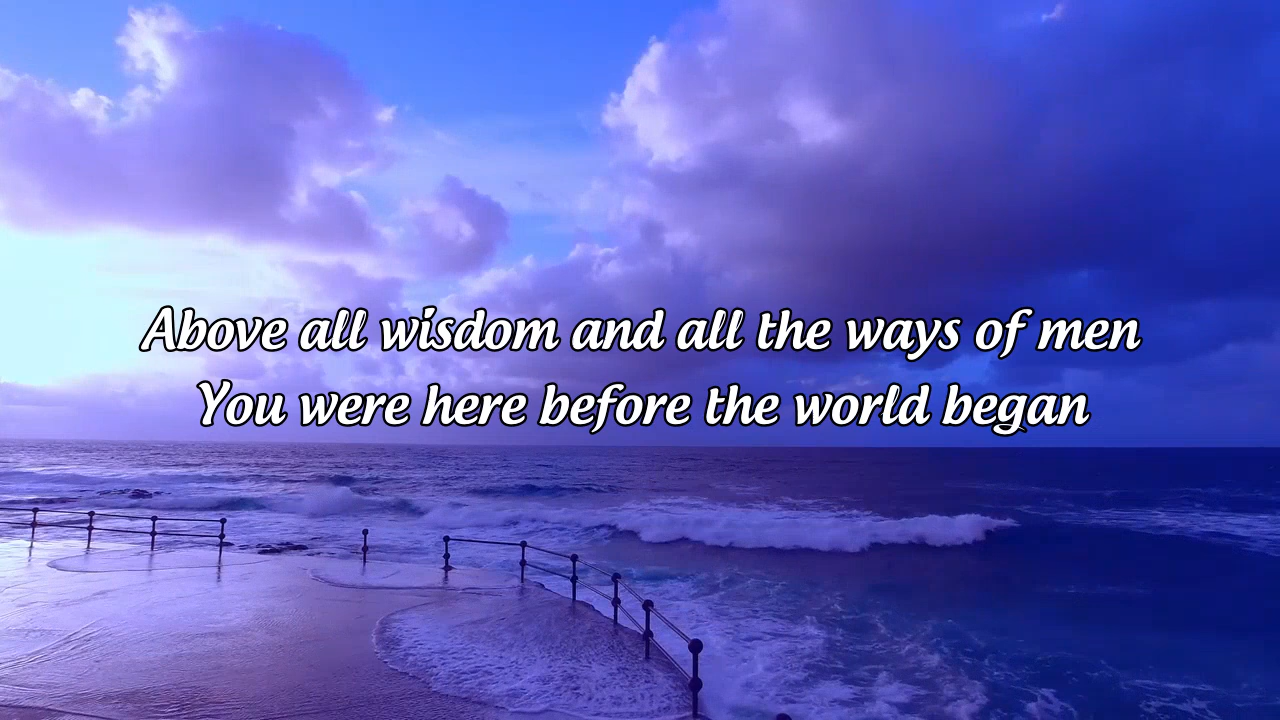 Above all wisdom and all the ways of men
You were here before the world began